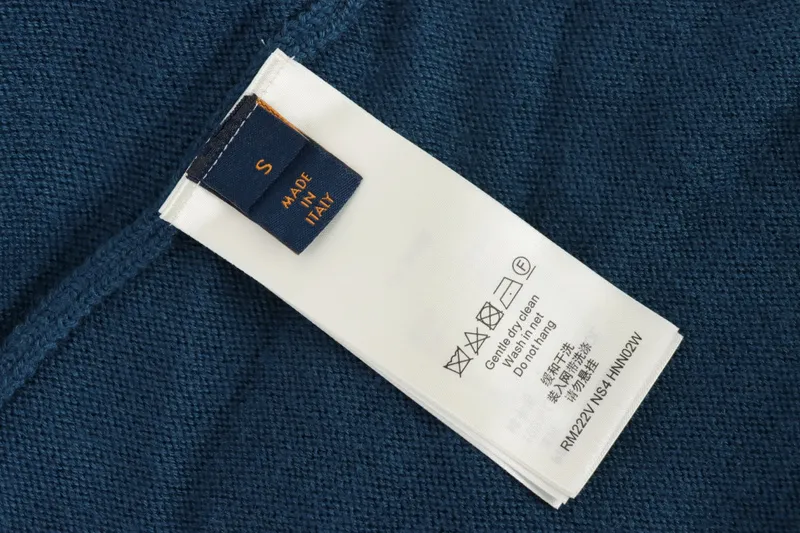 S
MADE
IN
ITALY
F
Gentle dry clean
Wash in net
Do not hang
缓和干洗
装入网带洗涤
请勿悬挂
RM222V NS4 HNN02W